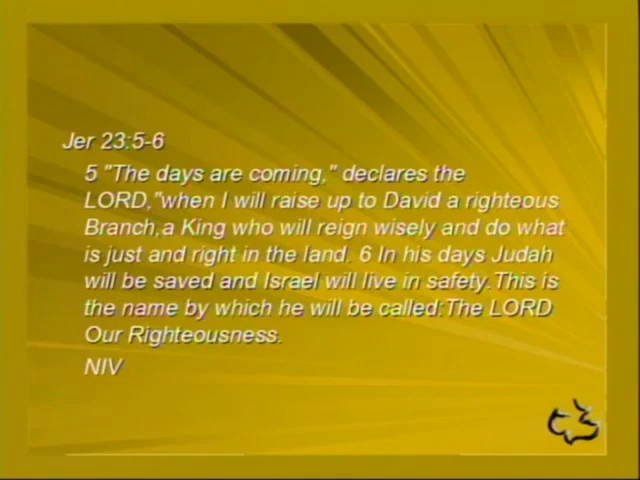 Jer 23:5-6
5 "The days are coming," declares the
LORD,"when I will raise up to David a righteous
Branch,a King who will reign wisely and do what
is just and right in the land. 6 In his days Judah
will be saved and Israel will live in safety.This is
the name by which he will be called:The LORD
Our Righteousness.
NIV